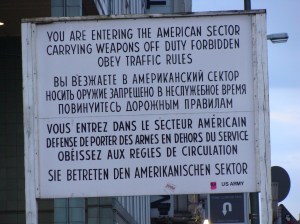 YOU ARE ENTERING THE AMERICAN SECTOR
CARRYING WEAPONS OFF DUTY FORBIDDEN
OBEY TRAFFIC RULES
ВЫ ВЕЗЖАЕТЕ В АМЕРИКАНСКИЙ СЕКТОР
НОСИТЬ ОРУЖИЕ ЗАПРЕЩЕНО В НЕСЛУЖЕБНОЕ ВРЕМЯ
ПОВИНУЙТЕСЬ ДОРОЖНЫМ ПРАВИЛАМ
VOUS ENTREZ DANS LE SECTEUR AMÉRICAIN
DÉFENSE DE PORTER DES ARMES EN DEHORS DU SERVICE
OBÉISSEZ AUX RÈGLES DE CIRCULATION
SIE BETRETEN DEN AMERIKANISCHEN SEKTOR
US ARMY